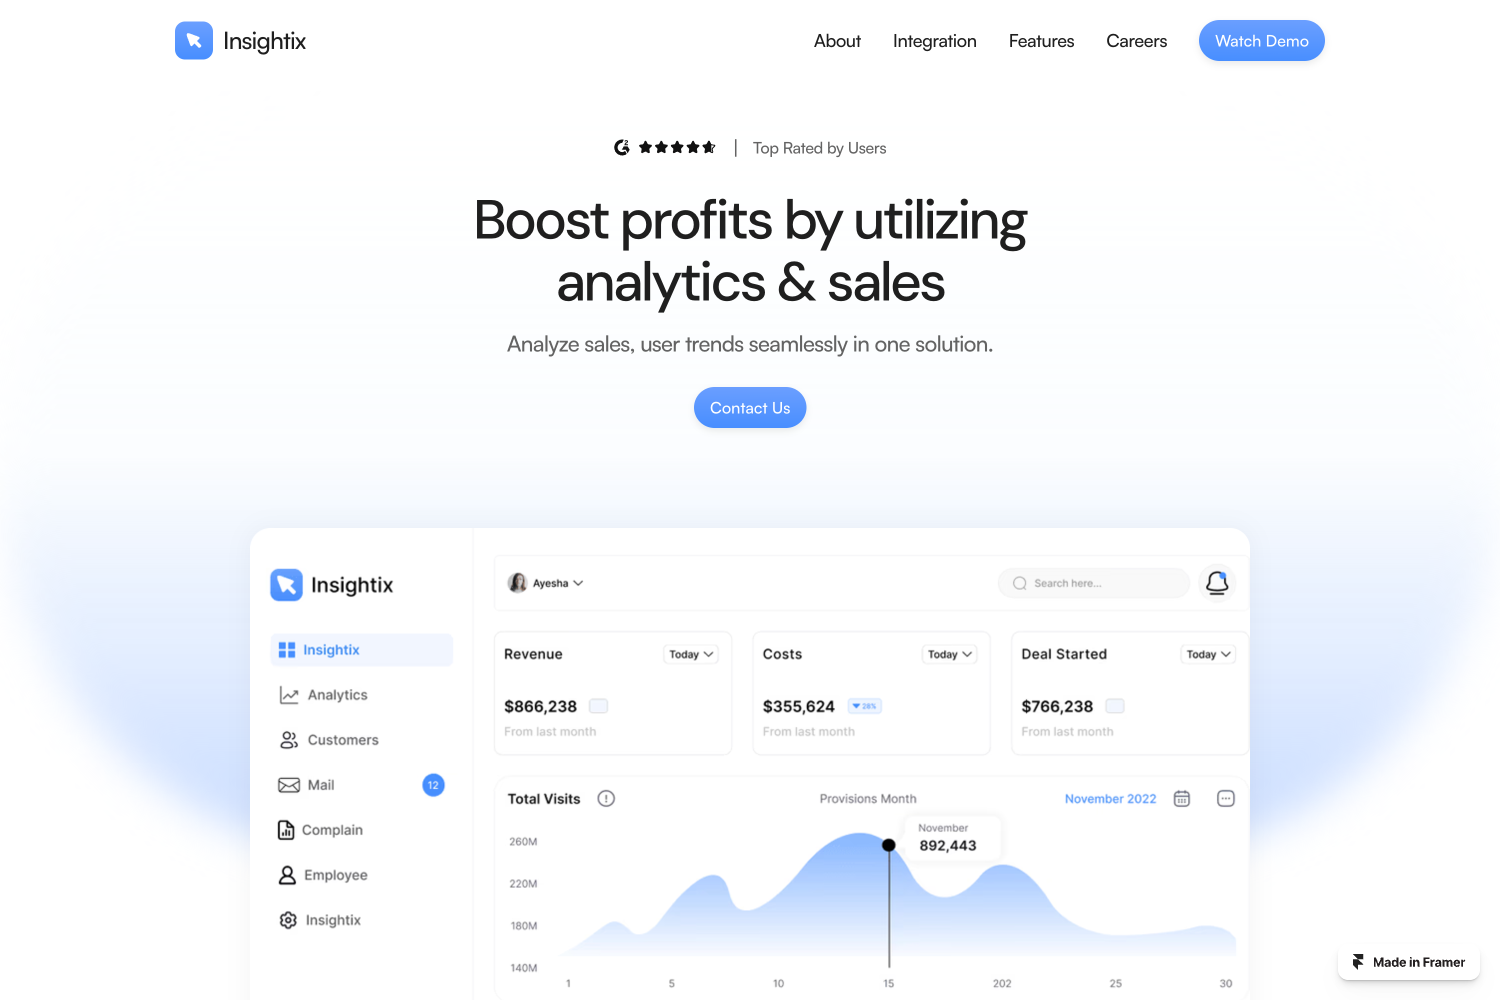 Insightix
About
Integration
Features
Careers
Watch Demo
Top Rated by Users
Boost profits by utilizing
analytics & sales
Analyze sales, user trends seamlessly in one solution.
Contact Us
Insightix
Insightix
Analytics
Customers
Mail
12
Complain
Employee
Insightix
Ayesha
Search here...
Revenue
Today
$866,238
From last month
Costs
Today
$355,624
28%
From last month
Deal Started
Today
$766,238
From last month
Total Visits
Provisions Month
November 2022
November
892,443
260M
220M
180M
140M
1
5
10
15
202
25
30
Made in Framer